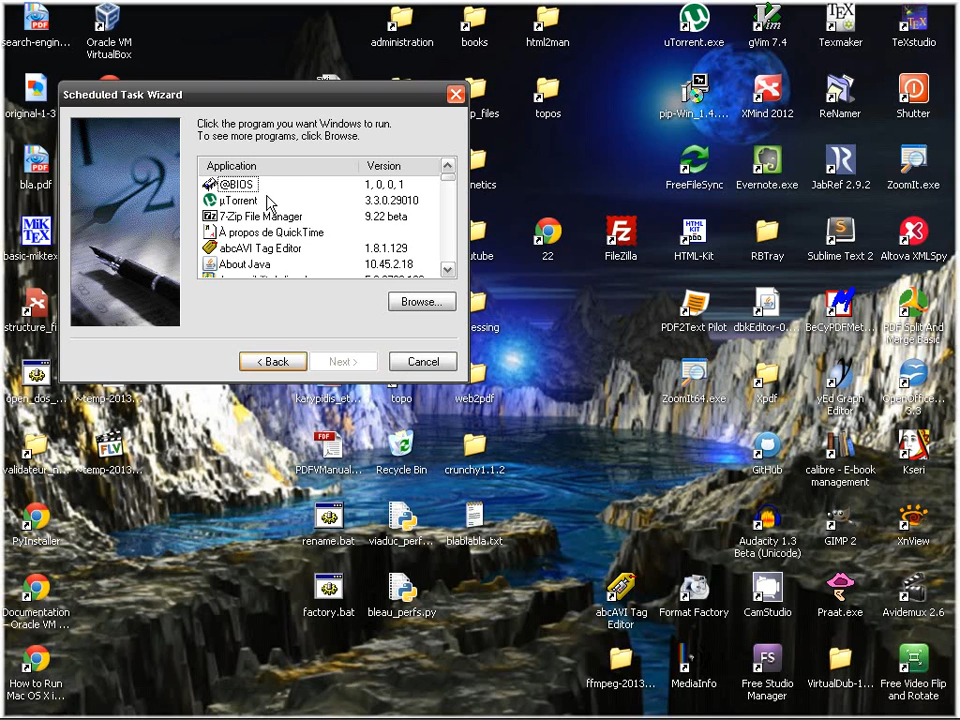 search-engin...
Oracle VM
VirtualBox
administration
books
html2man
uTorrent.exe
gVim 7.4
Texmaker
TeXstudio
Scheduled Task Wizard
Click the program you want Windows to run.
To see more programs, click Browse.
Application Version
@BIOS 1, 0, 0, 1
µTorrent 3.3.0.29010
7-Zip File Manager 9.22 beta
À propos de QuickTime
abcAVI Tag Editor 1.8.1.129
About Java 10.45.2.18
Browse...
< Back
Next >
Cancel
original-1-3
topos
pip-Win_1.4....
XMind 2012
ReNamer
Shutter
bla.pdf
FreeFileSync
Evernote.exe
JabRef 2.9.2
ZoomIt.exe
MiK
TEX
basic-miktex
22
FileZilla
HTML-Kit
RBTray
Sublime Text 2
Altova XMLSpy
PDF2Text Pilot
dbkEditor-0....
BeCyPDFMet...
PDF Split And
Merge Basic
open_dos_...
~temp-2013...
karypidis_et...
topo
web2pdf
ZoomIt64.exe
Xpdf
yEd Graph
Editor
OpenOffice....
3.3
FLV
~temp-2013...
PDF
PDFVManual...
Recycle Bin
crunchy1.1.2
GitHub
calibre - E-book
management
Kseri
PyInstaller
rename.bat
viaduc_perf...
blablabla.txt
Audacity 1.3
Beta (Unicode)
GIMP 2
XnView
Documentation
- Oracle VM ...
factory.bat
bleau_perfs.py
abcAVI Tag
Editor
Format Factory
CamStudio
Praat.exe
Avidemux 2.6
How to Run
Mac OS X i...
ffmpeg-2013...
MediaInfo
FS
Free Studio
Manager
VirtualDub-1...
Free Video Flip
and Rotate